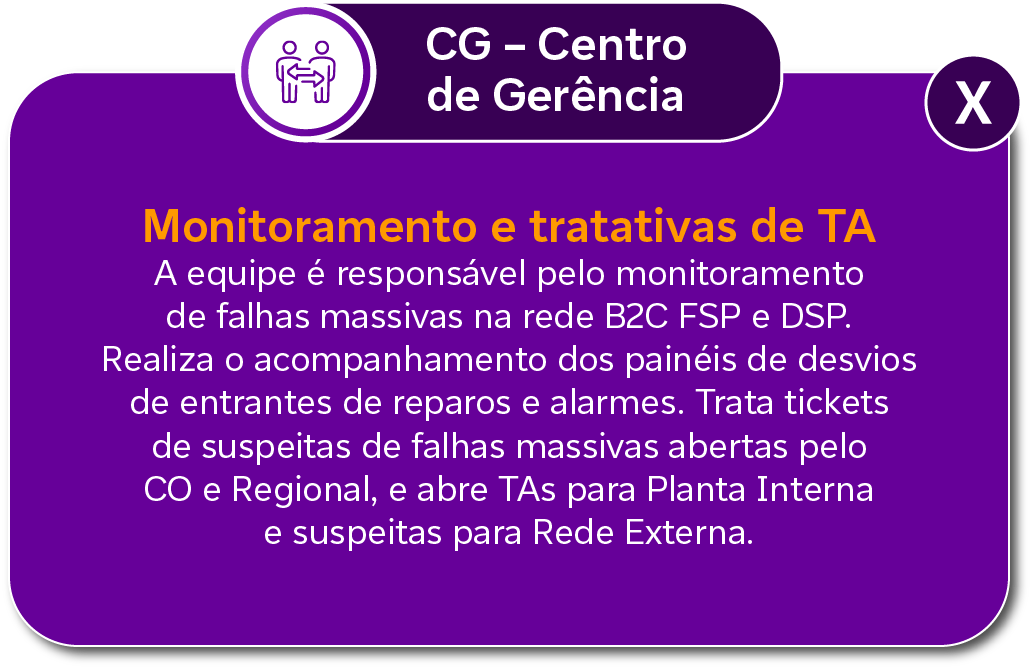 CG – Centro
de Gerência
X
Monitoramento e tratativas de TA
A equipe é responsável pelo monitoramento
de falhas massivas na rede B2C FSP e DSP.
Realiza o acompanhamento dos painéis de desvios
de entrantes de reparos e alarmes. Trata tickets
de suspeitas de falhas massivas abertas pelo
CO e Regional, e abre TAs para Planta Interna
e suspeitas para Rede Externa.